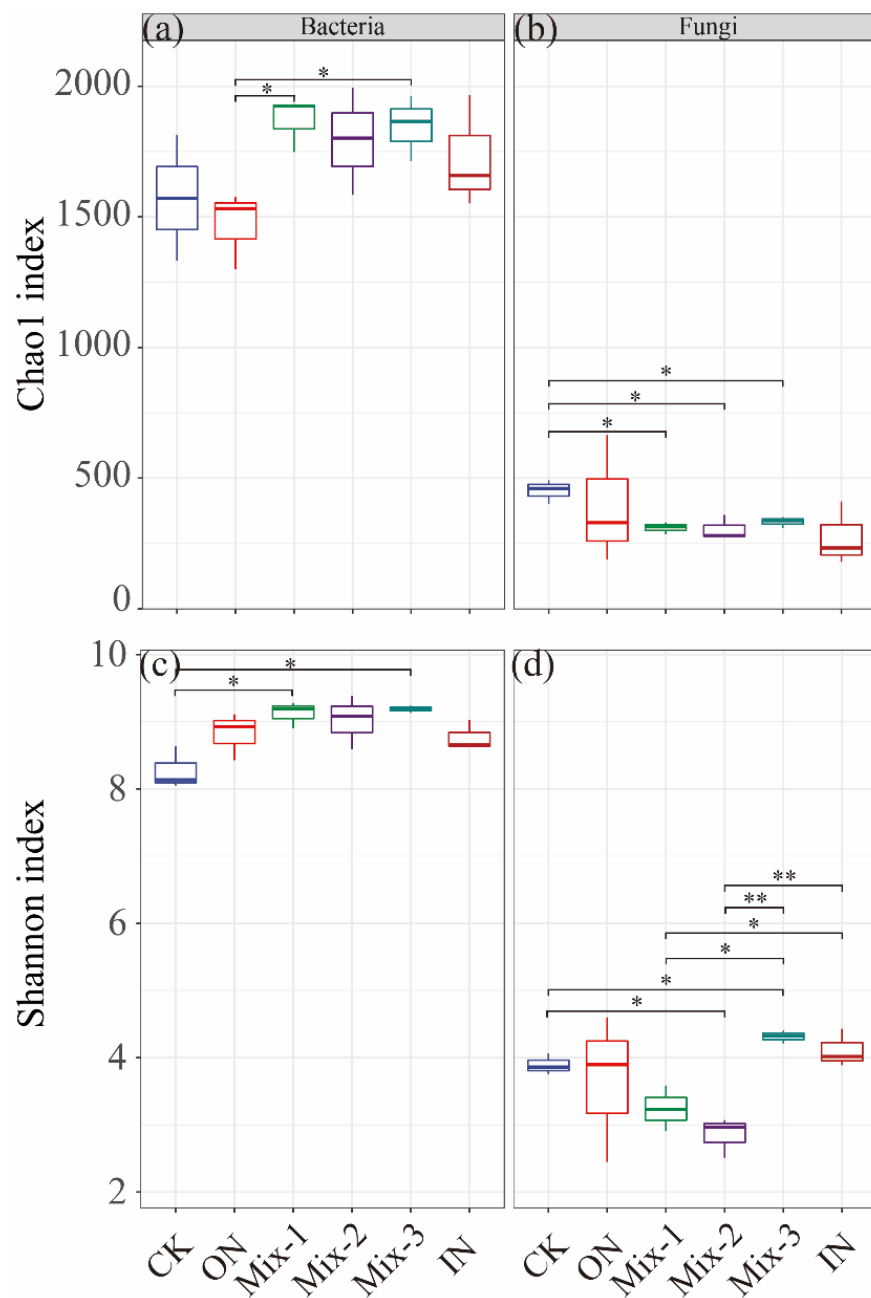 (a) Bacteria
(b) Fungi
Chao1 index
2000
1500
1000
500
0
* *
* * *
(c)
(d)
Shannon index
10
8
6
4
2
* *
**
**
*
*
*
*
CK ON Mix-1 Mix-2 Mix-3 IN
CK ON Mix-1 Mix-2 Mix-3 IN